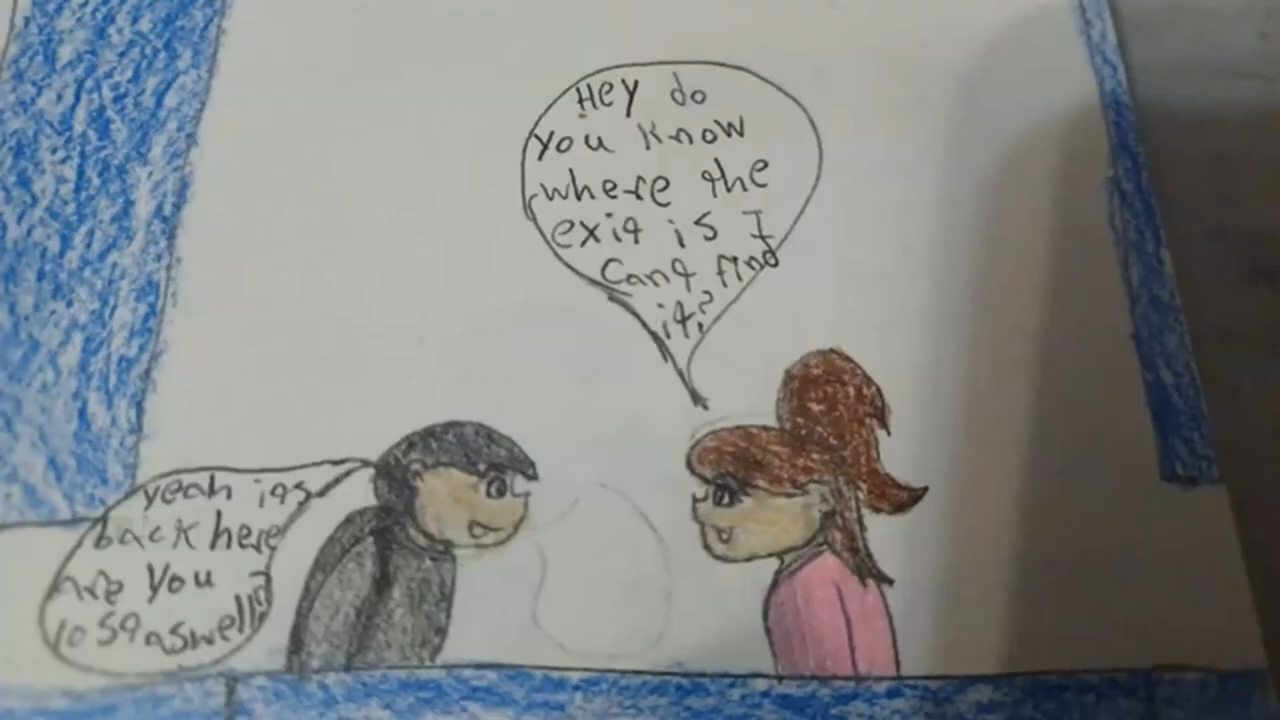 Hey do
you know
where the
exit is I
Cant find
it?
yeah its
back here
Are you
lost aswell?